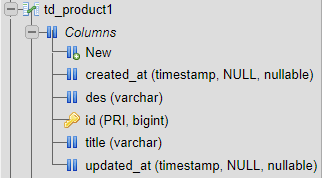 td_product1
Columns
New
created_at (timestamp, NULL, nullable)
des (varchar)
id (PRI, bigint)
title (varchar)
updated_at (timestamp, NULL, nullable)